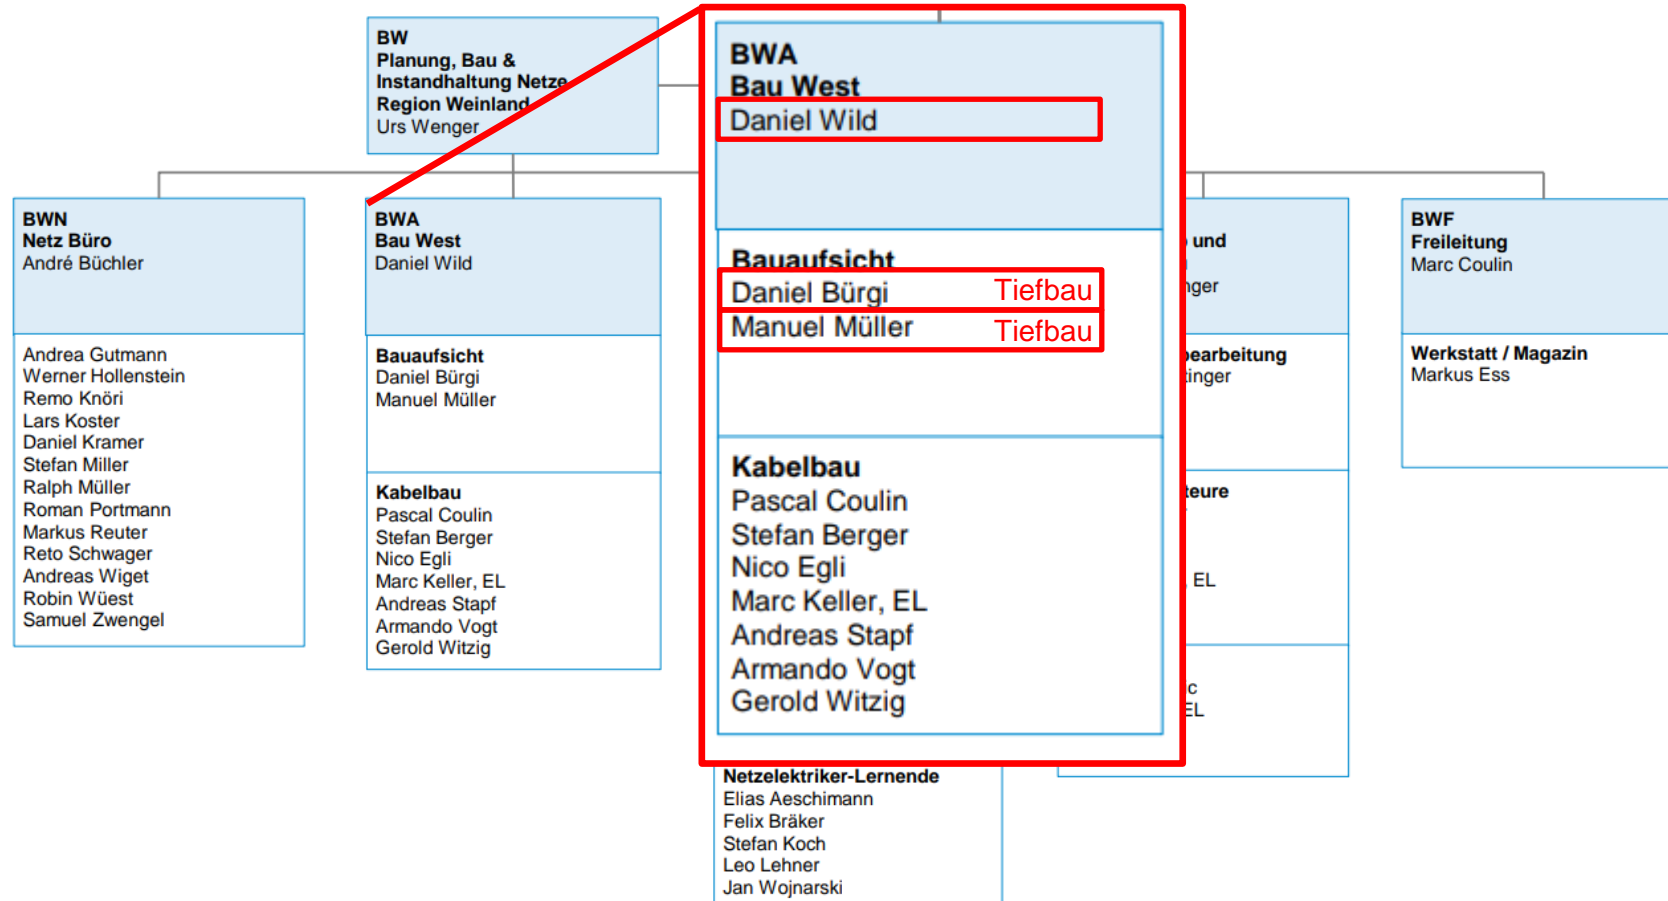 BW
Planung, Bau &
Instandhaltung Netze
Region Weinland
Urs Wenger
BWN
Netz Büro
André Büchler
Andrea Gutmann
Werner Hollenstein
Remo Knöri
Lars Koster
Daniel Kramer
Stefan Miller
Ralph Müller
Roman Portmann
Markus Reuter
Reto Schwager
Andreas Wiget
Robin Wüest
Samuel Zwengel
BWA
Bau West
Daniel Wild
Bauaufsicht
Daniel Bürgi
Manuel Müller
Kabelbau
Pascal Coulin
Stefan Berger
Nico Egli
Marc Keller, EL
Andreas Stapf
Armando Vogt
Gerold Witzig
BWA
Bau West
Daniel Wild
Bauaufsicht
Daniel Bürgi Tiefbau
Manuel Müller Tiefbau
Kabelbau
Pascal Coulin
Stefan Berger
Nico Egli
Marc Keller, EL
Andreas Stapf
Armando Vogt
Gerold Witzig
Netzelektriker-Lernende
Elias Aeschimann
Felix Bräker
Stefan Koch
Leo Lehner
Jan Wojnarski
und
EL
EL
BWF
Freileitung
Marc Coulin
Werkstatt / Magazin
Markus Ess